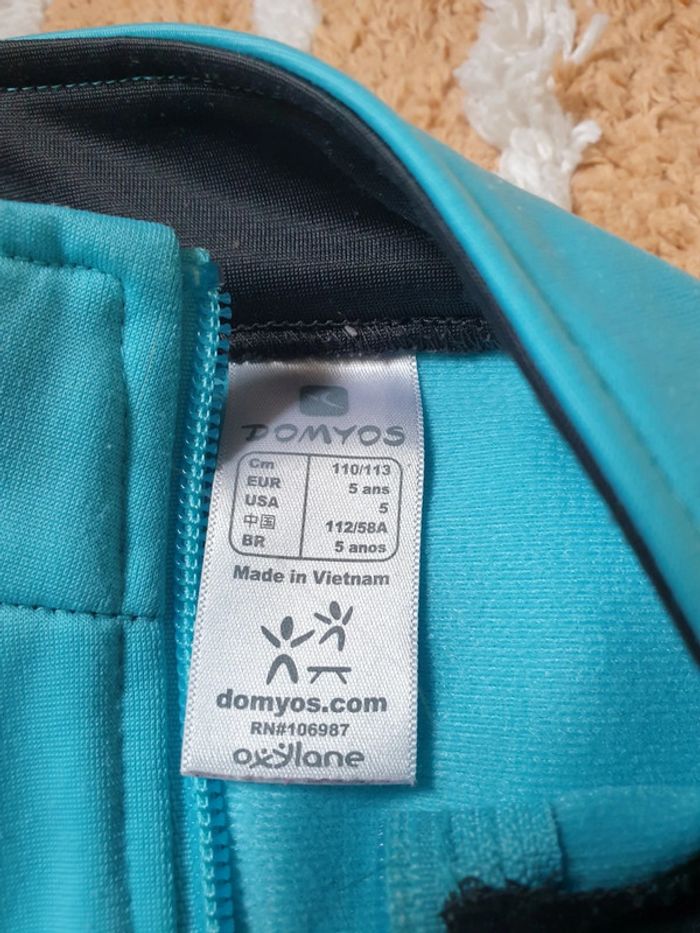 DOMYOS
Cm 110/113
EUR 5 ans
USA 5
中国 112/58A
BR 5 anos
Made in Vietnam
domyos.com
RN#106987
oxylane